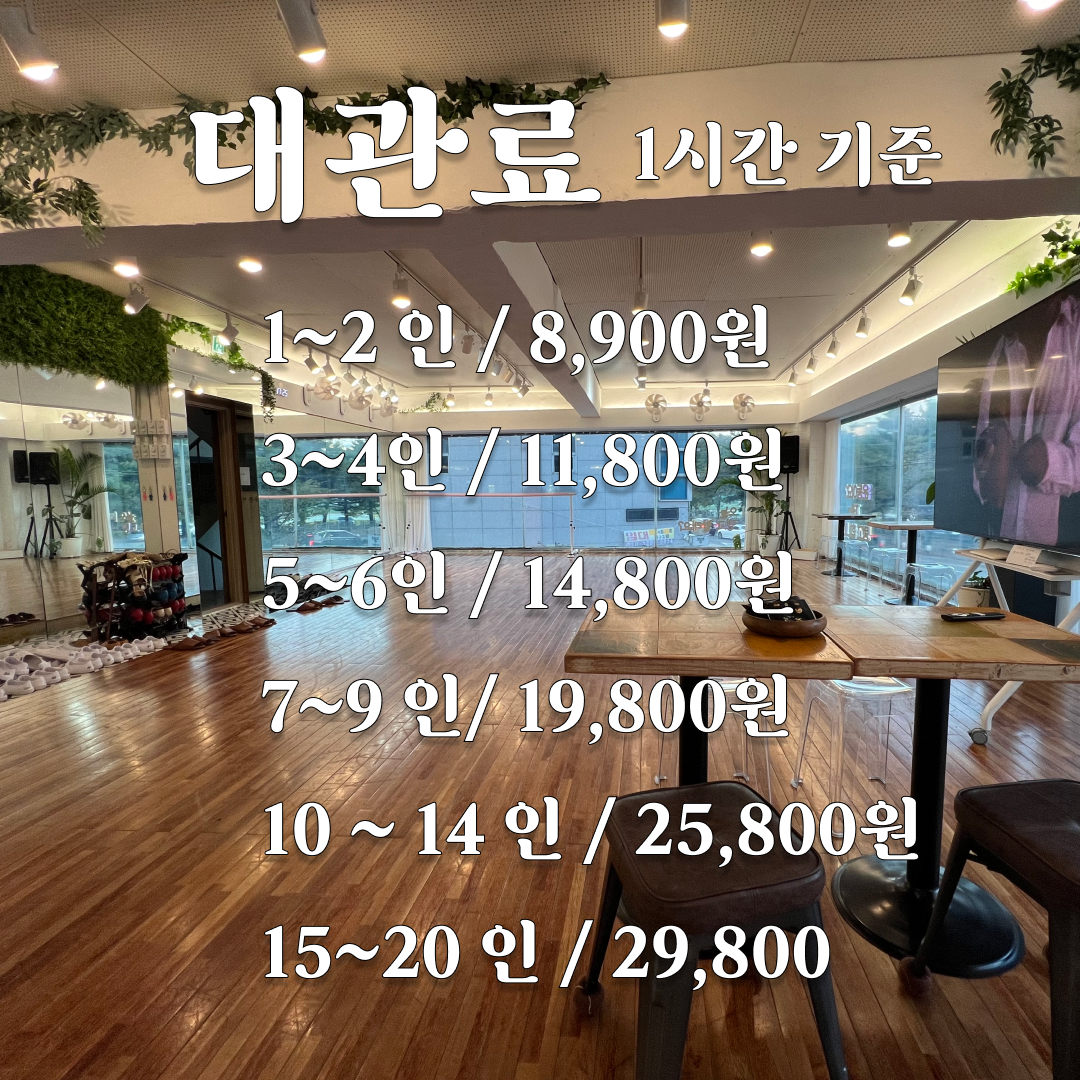 대관료 1시간 기준
1~2 인 / 8,900원
3~4인 / 11,800원
5~6인 / 14,800원
7~9 인/ 19,800원
10 ~ 14 인 / 25,800원
15~20 인 / 29,800